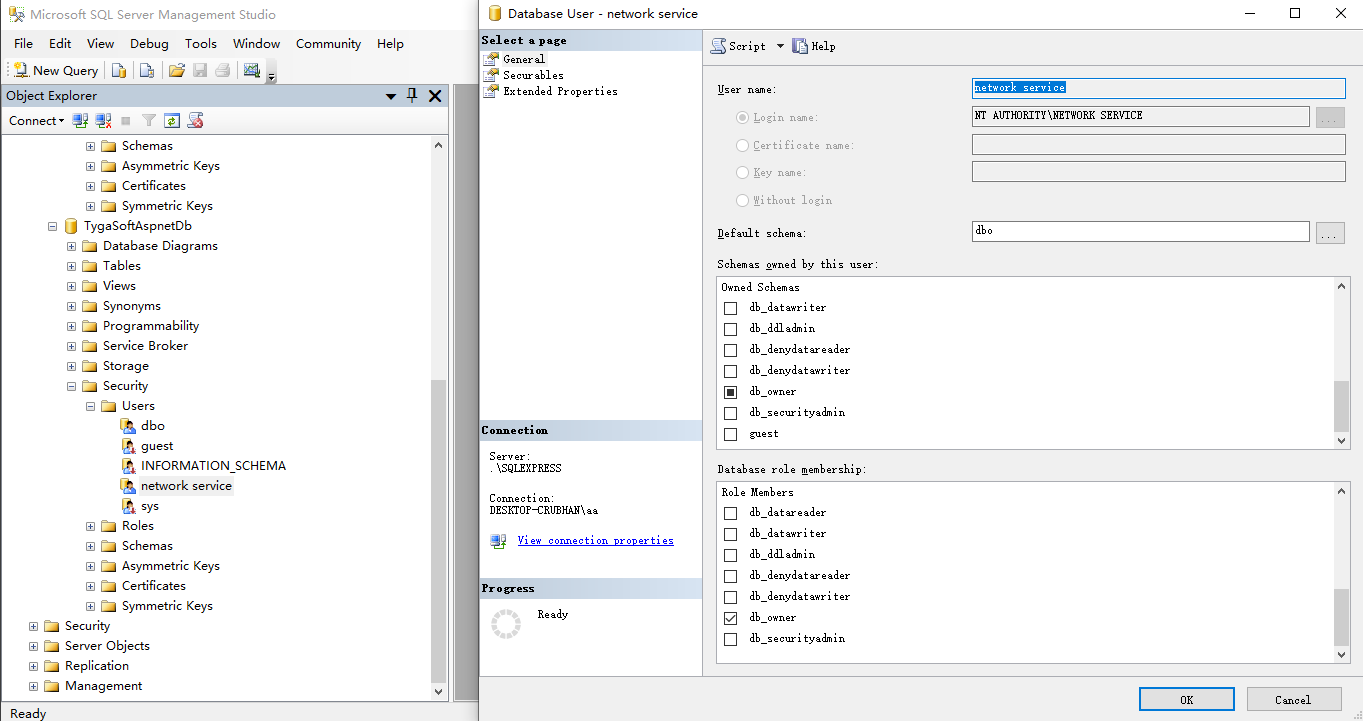 Microsoft SQL Server Management Studio
File Edit View Debug Tools Window Community Help
New Query
Object Explorer
Connect
Schemas
Asymmetric Keys
Certificates
Symmetric Keys
TygaSoftAspnetDb
Database Diagrams
Tables
Views
Synonyms
Programmability
Service Broker
Storage
Security
Users
dbo
guest
INFORMATION_SCHEMA
network service
sys
Roles
Schemas
Asymmetric Keys
Certificates
Symmetric Keys
Security
Server Objects
Replication
Management
Ready
Database User - network service
Select a page
General
Securables
Extended Properties
Connection
Server:
.\SQLEXPRESS
Connection:
DESKTOP-CRUBHAN\aa
View connection properties
Progress
Ready
Script Help
User name: network service
Login name: NT AUTHORITY\NETWORK SERVICE ...
Certificate name:
Key name:
Without login
Default schema: dbo ...
Schemas owned by this user:
Owned Schemas
db_datawriter
db_ddladmin
db_denydatareader
db_denydatawriter
db_owner
db_securityadmin
guest
Database role membership:
Role Members
db_datareader
db_datawriter
db_ddladmin
db_denydatareader
db_denydatawriter
db_owner
db_securityadmin
OK Cancel